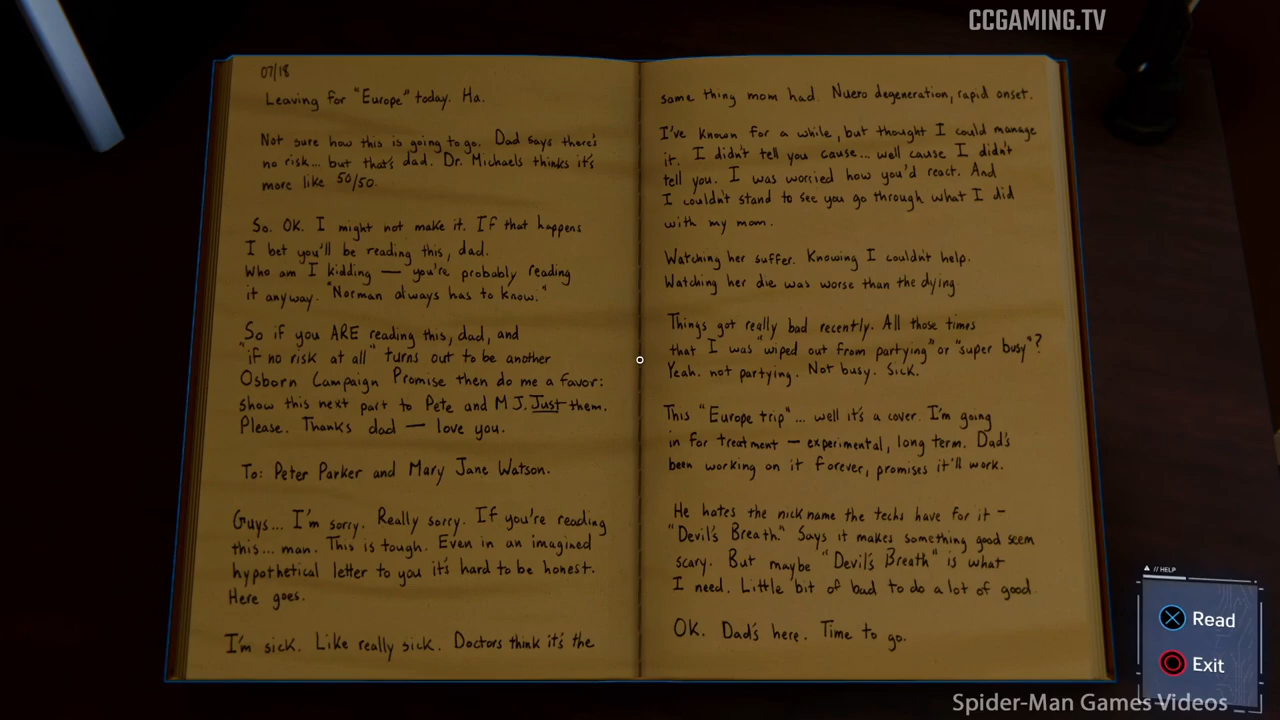 CCGAMING.TV
07/18
Leaving for "Europe" today. Ha.
Not sure how this is going to go. Dad says there's
no risk... but that's dad. Dr. Michaels thinks it's
more like 50/50.
So. OK. I might not make it. If that happens
I bet you'll be reading this, dad.
Who am I kidding — you're probably reading
it anyway. "Norman always has to know."
So if you ARE reading this, dad, and
"if no risk at all" turns out to be another
Osborn Campaign Promise then do me a favor:
show this next part to Pete and MJ. Just them.
Please. Thanks dad — love you.
To: Peter Parker and Mary Jane Watson.
Guys... I'm sorry. Really sorry. If you're reading
this... man. This is tough. Even in an imagined
hypothetical letter to you it's hard to be honest.
Here goes.
I'm sick. Like really sick. Doctors think it's the
same thing mom had. Nuero degeneration, rapid onset.
I've known for a while, but thought I could manage
it. I didn't tell you cause... well cause I didn't
tell you. I was worried how you'd react. And
I couldn't stand to see you go through what I did
with my mom.
Watching her suffer. Knowing I couldn't help.
Watching her die was worse than the dying.
Things got really bad recently. All those times
that I was "wiped out from partying" or "super busy"?
Yeah. not partying. Not busy. Sick.
This "Europe trip"... well it's a cover. I'm going
in for treatment — experimental, long term. Dad's
been working on it forever, promises it'll work.
He hates the nickname the techs have for it -
"Devil's Breath." Says it makes something good seem
scary. But maybe "Devil's Breath" is what
I need. Little bit of bad to do a lot of good.
OK. Dad's here. Time to go.
// HELP
Read
Exit
Spider-Man Games Videos